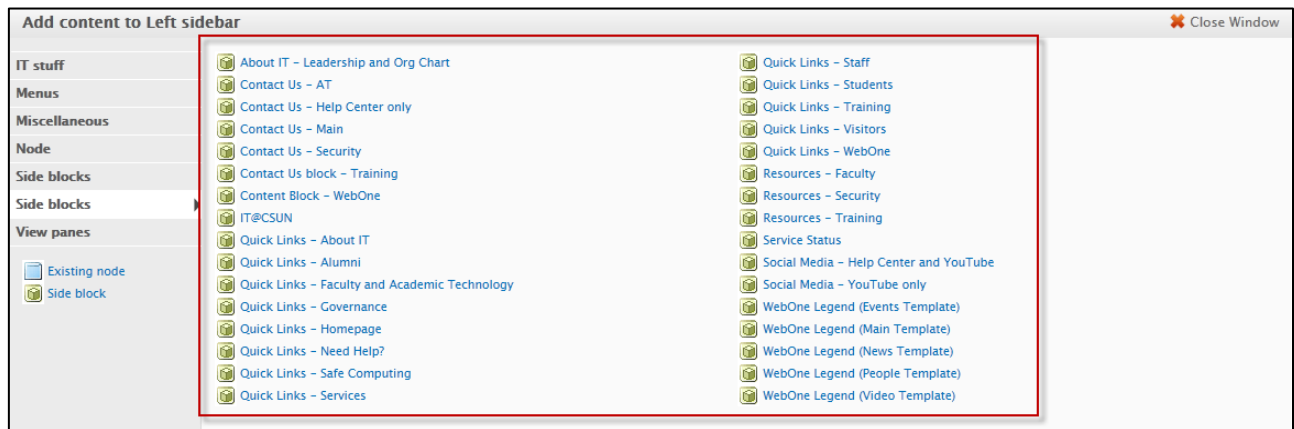 Add content to Left sidebar
Close Window
IT stuff
Menus
Miscellaneous
Node
Side blocks
Side blocks
View panes
Existing node
Side block
About IT – Leadership and Org Chart
Contact Us – AT
Contact Us – Help Center only
Contact Us – Main
Contact Us – Security
Contact Us block – Training
Content Block – WebOne
IT@CSUN
Quick Links – About IT
Quick Links – Alumni
Quick Links – Faculty and Academic Technology
Quick Links – Governance
Quick Links – Homepage
Quick Links – Need Help?
Quick Links – Safe Computing
Quick Links – Services
Quick Links – Staff
Quick Links – Students
Quick Links – Training
Quick Links – Visitors
Quick Links – WebOne
Resources – Faculty
Resources – Security
Resources – Training
Service Status
Social Media – Help Center and YouTube
Social Media – YouTube only
WebOne Legend (Events Template)
WebOne Legend (Main Template)
WebOne Legend (News Template)
WebOne Legend (People Template)
WebOne Legend (Video Template)